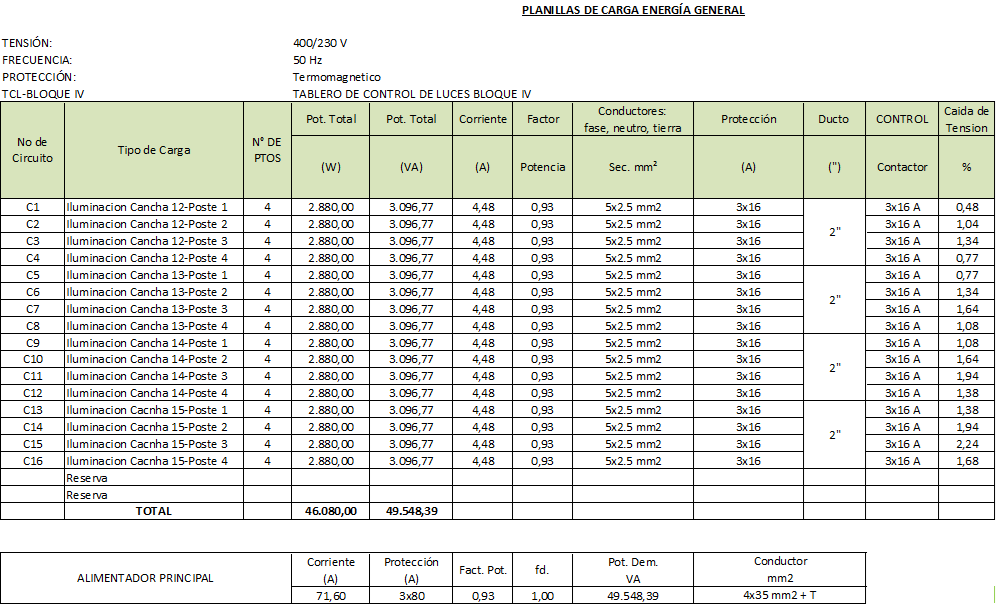 PLANILLAS DE CARGA ENERGÍA GENERAL
TENSIÓN: 400/230 V
FRECUENCIA: 50 Hz
PROTECCIÓN: Termomagnetico
TCL-BLOQUE IV TABLERO DE CONTROL DE LUCES BLOQUE IV
No de Circuito Tipo de Carga N° DE PTOS Pot. Total Pot. Total Corriente Factor Conductores: fase, neutro, tierra Protección Ducto CONTROL Caida de Tension
(W) (VA) (A) Potencia Sec. mm² (A) (") Contactor %
C1 Iluminacion Cancha 12-Poste 1 4 2.880,00 3.096,77 4,48 0,93 5x2.5 mm2 3x16 2" 3x16 A 0,48
C2 Iluminacion Cancha 12-Poste 2 4 2.880,00 3.096,77 4,48 0,93 5x2.5 mm2 3x16 3x16 A 1,04
C3 Iluminacion Cancha 12-Poste 3 4 2.880,00 3.096,77 4,48 0,93 5x2.5 mm2 3x16 3x16 A 1,34
C4 Iluminacion Cancha 12-Poste 4 4 2.880,00 3.096,77 4,48 0,93 5x2.5 mm2 3x16 3x16 A 0,77
C5 Iluminacion Cancha 13-Poste 1 4 2.880,00 3.096,77 4,48 0,93 5x2.5 mm2 3x16 2" 3x16 A 0,77
C6 Iluminacion Cancha 13-Poste 2 4 2.880,00 3.096,77 4,48 0,93 5x2.5 mm2 3x16 3x16 A 1,34
C7 Iluminacion Cancha 13-Poste 3 4 2.880,00 3.096,77 4,48 0,93 5x2.5 mm2 3x16 3x16 A 1,64
C8 Iluminacion Cancha 13-Poste 4 4 2.880,00 3.096,77 4,48 0,93 5x2.5 mm2 3x16 3x16 A 1,08
C9 Iluminacion Cancha 14-Poste 1 4 2.880,00 3.096,77 4,48 0,93 5x2.5 mm2 3x16 2" 3x16 A 1,08
C10 Iluminacion Cancha 14-Poste 2 4 2.880,00 3.096,77 4,48 0,93 5x2.5 mm2 3x16 3x16 A 1,64
C11 Iluminacion Cancha 14-Poste 3 4 2.880,00 3.096,77 4,48 0,93 5x2.5 mm2 3x16 3x16 A 1,94
C12 Iluminacion Cancha 14-Poste 4 4 2.880,00 3.096,77 4,48 0,93 5x2.5 mm2 3x16 3x16 A 1,38
C13 Iluminacion Cacnha 15-Poste 1 4 2.880,00 3.096,77 4,48 0,93 5x2.5 mm2 3x16 2" 3x16 A 1,38
C14 Iluminacion Cacnha 15-Poste 2 4 2.880,00 3.096,77 4,48 0,93 5x2.5 mm2 3x16 3x16 A 1,94
C15 Iluminacion Cacnha 15-Poste 3 4 2.880,00 3.096,77 4,48 0,93 5x2.5 mm2 3x16 3x16 A 2,24
C16 Iluminacion Cacnha 15-Poste 4 4 2.880,00 3.096,77 4,48 0,93 5x2.5 mm2 3x16 3x16 A 1,68
Reserva
Reserva
TOTAL 46.080,00 49.548,39
ALIMENTADOR PRINCIPAL Corriente (A) Protección (A) Fact. Pot. fd. Pot. Dem. VA Conductor mm2
71,60 3x80 0,93 1,00 49.548,39 4x35 mm2 + T